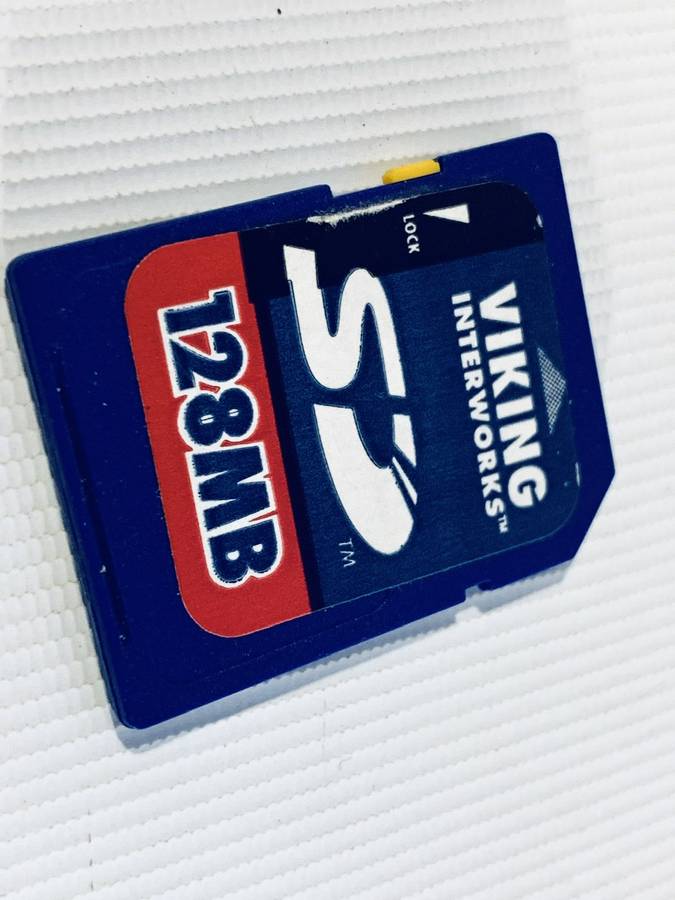 VIKING
INTERWORKS™
LOCK
SD
TM
128MB